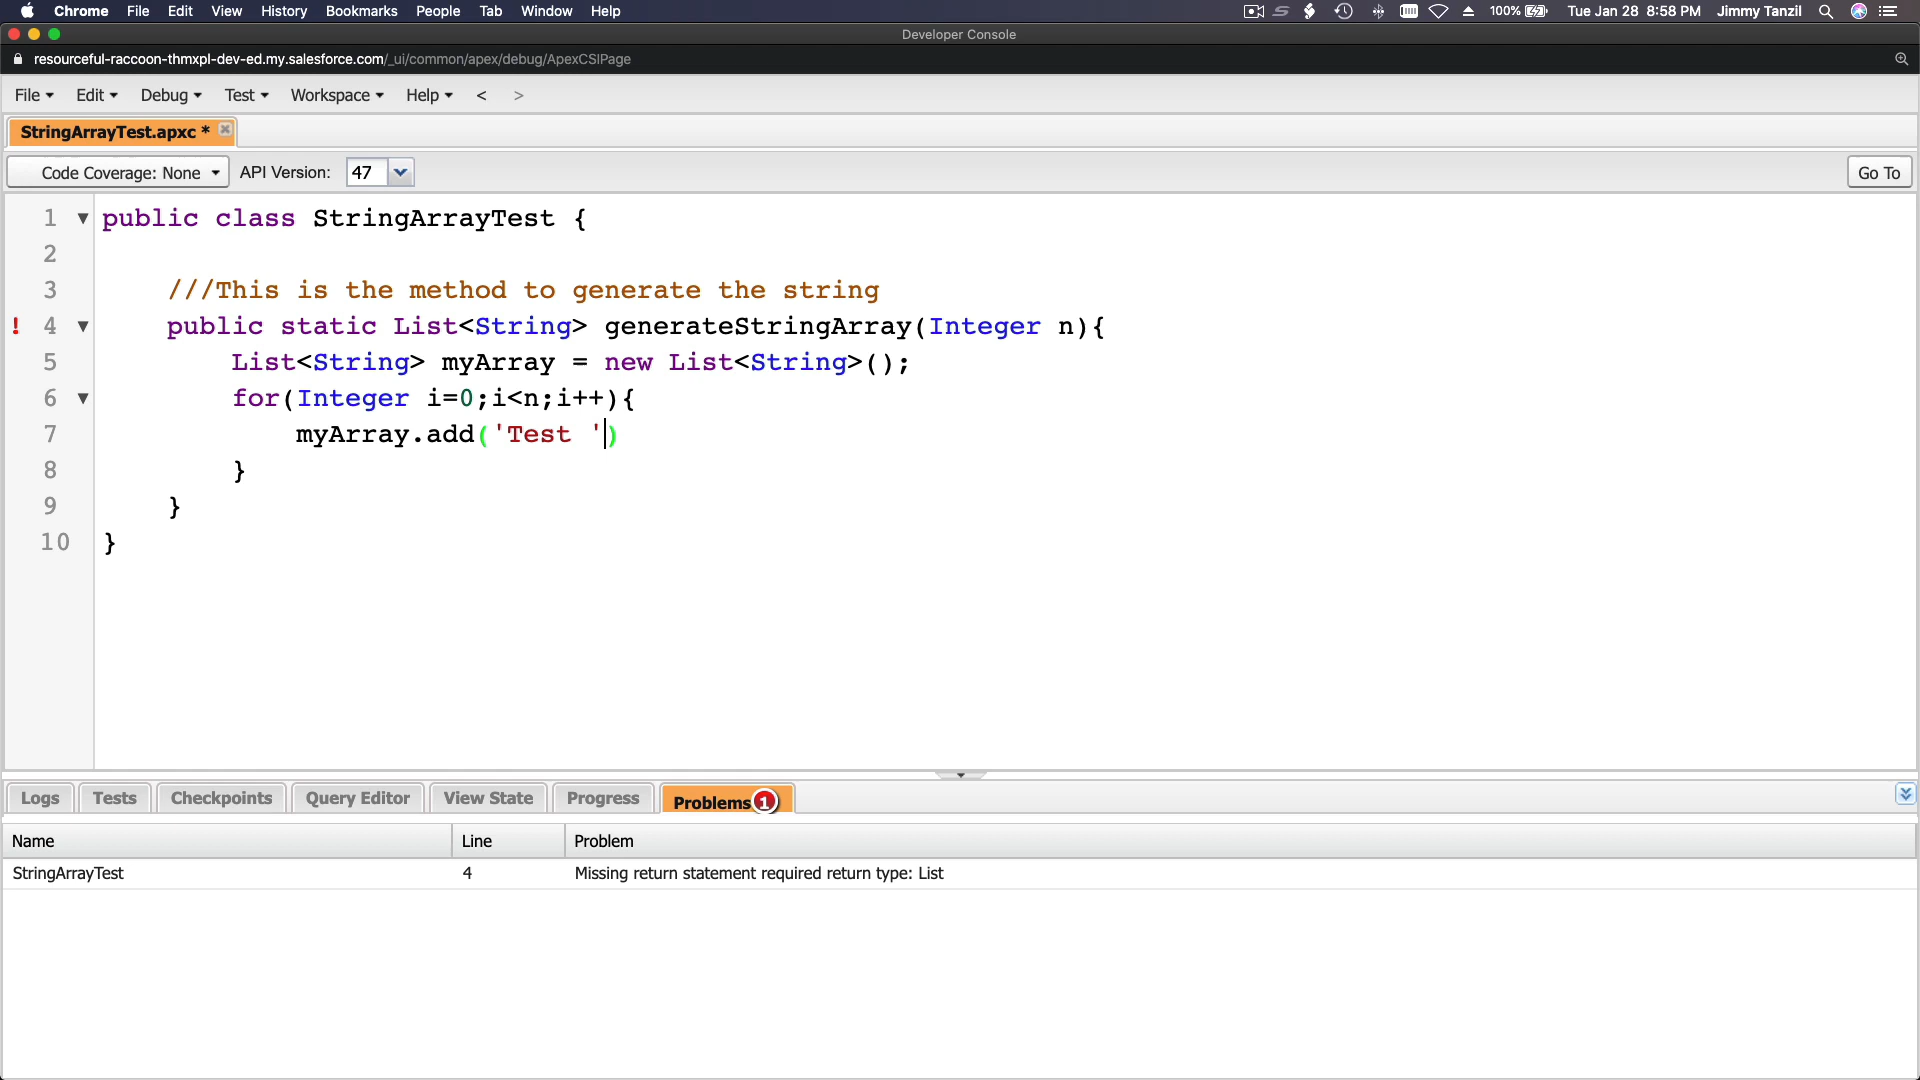 Chrome File Edit View History Bookmarks People Tab Window Help 100% Tue Jan 28 8:58 PM Jimmy Tanzil
Developer Console
resourceful-raccoon-thmxpl-dev-ed.my.salesforce.com/_ui/common/apex/debug/ApexCSIPage
File Edit Debug Test Workspace Help < >
StringArrayTest.apxc *
Code Coverage: None API Version: 47 Go To
1 public class StringArrayTest {
2
3 ///This is the method to generate the string
! 4 public static List<String> generateStringArray(Integer n){
5 List<String> myArray = new List<String>();
6 for(Integer i=0;i<n;i++){
7 myArray.add('Test ')
8 }
9 }
10 }
Logs Tests Checkpoints Query Editor View State Progress Problems 1
Name Line Problem
StringArrayTest 4 Missing return statement required return type: List